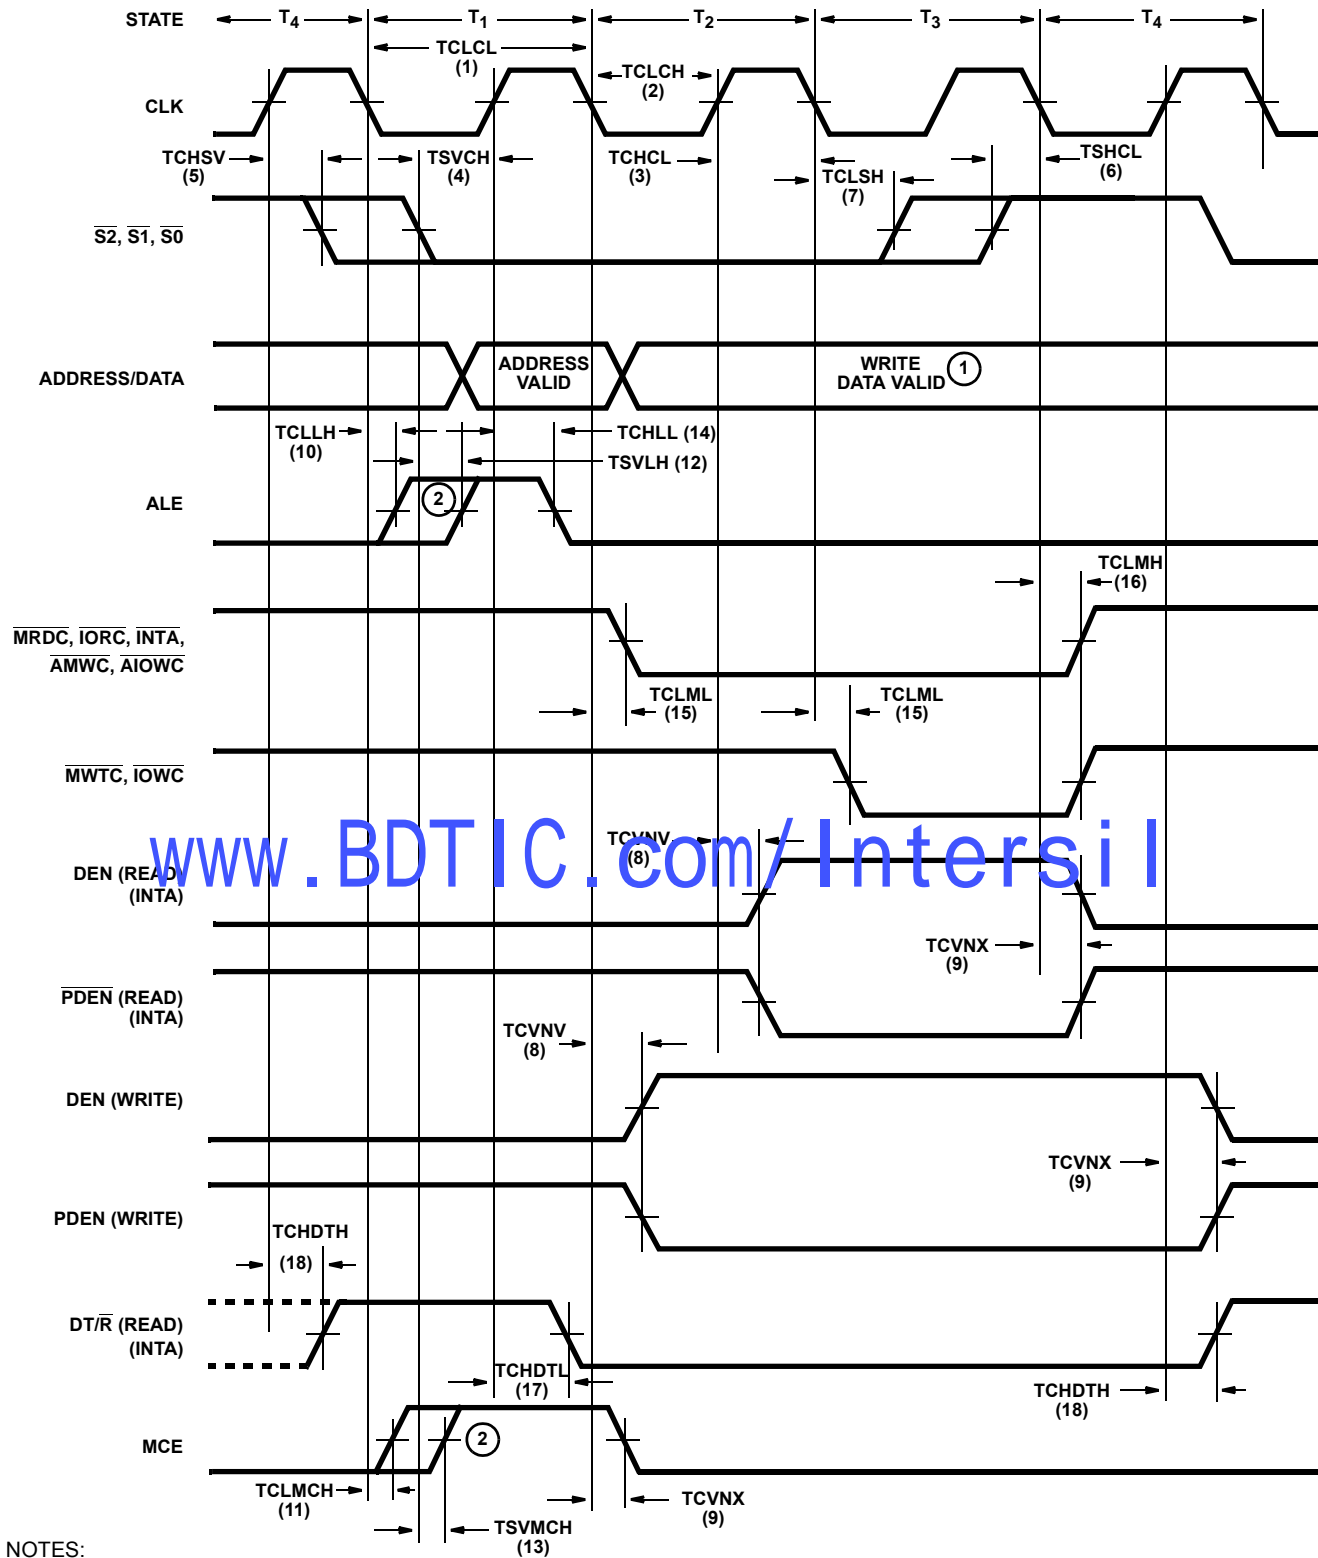 STATE T4 T1 T2 T3 T4
TCLCL
(1)
TCLCH
(2)
CLK
TCHSV
(5)
TSVCH
(4)
TCHCL
(3)
TCLSH
(7)
TSHCL
(6)
S2, S1, S0
ADDRESS/DATA
ADDRESS
VALID
WRITE
DATA VALID
1
TCLLH
(10)
TCHLL (14)
TSVLH (12)
ALE
2
TCLMH
(16)
MRDC, IORC, INTA,
AMWC, AIOWC
TCLML
(15)
TCLML
(15)
MWTC, IOWC
www.BDTIC.com/Intersil
TCVNV
(8)
DEN (READ)
(INTA)
TCVNX
(9)
PDEN (READ)
(INTA)
TCVNV
(8)
DEN (WRITE)
TCVNX
(9)
PDEN (WRITE)
TCHDTH
(18)
DT/R (READ)
(INTA)
TCHDTL
(17)
TCHDTH
(18)
MCE
2
TCLMCH
(11)
TCVNX
(9)
TSVMCH
(13)
NOTES: